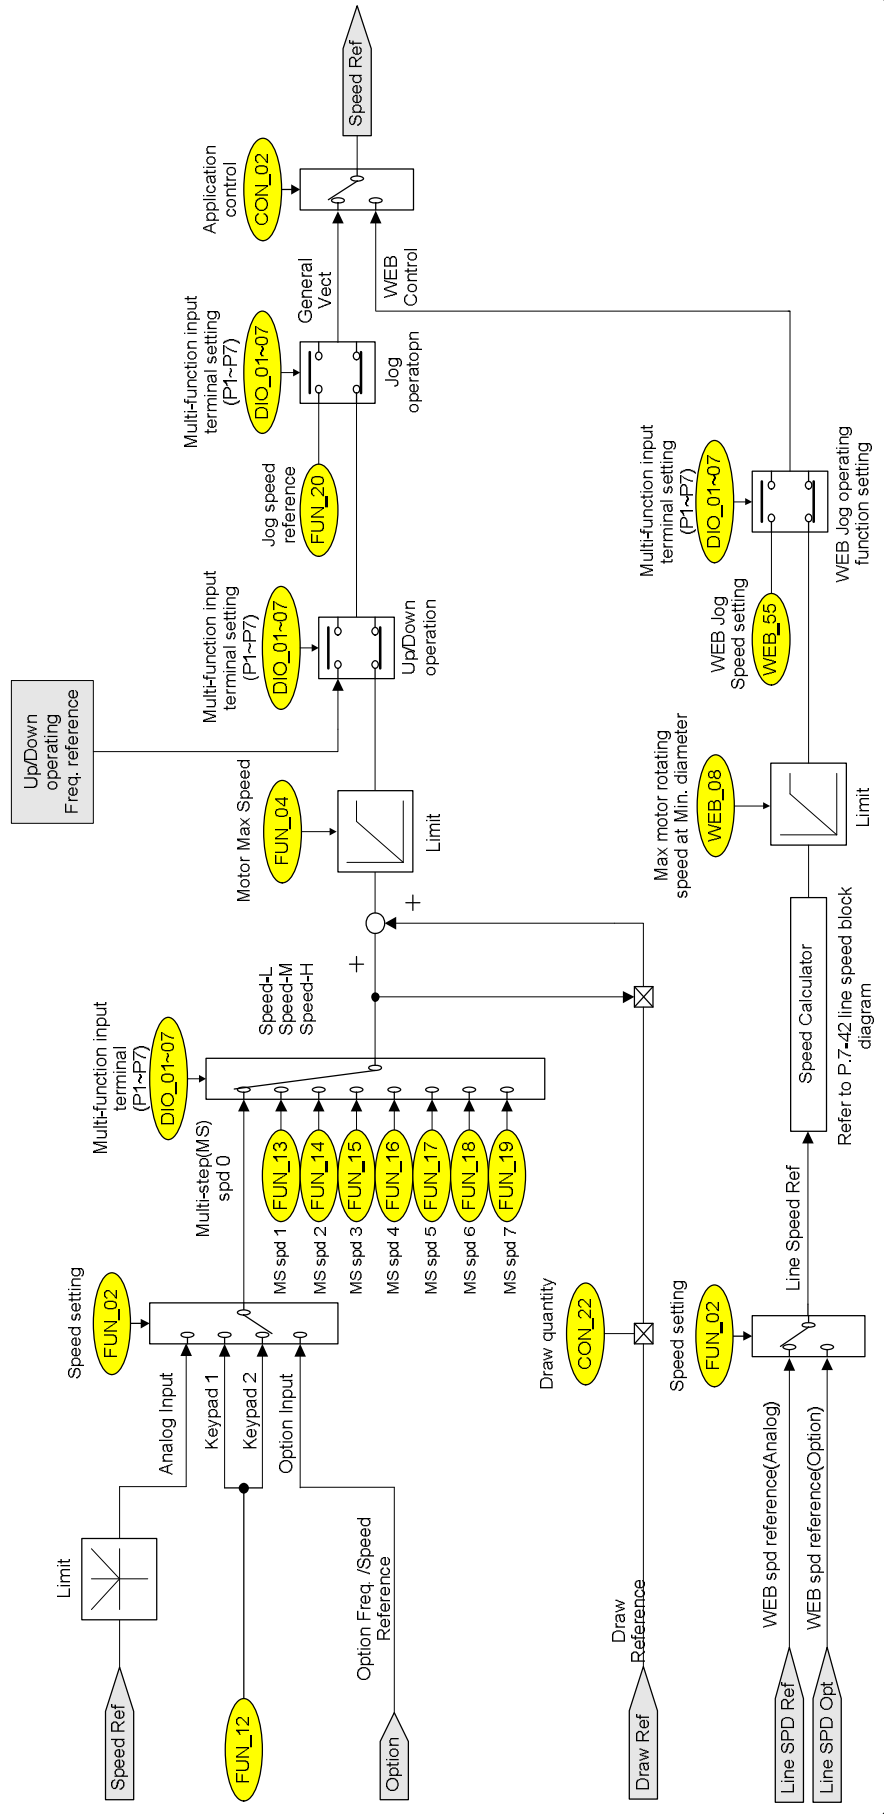 Speed Ref
Limit
Analog Input
Keypad 1
Keypad 2
Option Input
FUN_12
Option
Option Freq. /Speed
Reference
Speed setting
FUN_02
Multi-step(MS)
spd 0
MS spd 1
FUN_13
MS spd 2
FUN_14
MS spd 3
FUN_15
MS spd 4
FUN_16
MS spd 5
FUN_17
MS spd 6
FUN_18
MS spd 7
FUN_19
Multi-function input
terminal
(P1~P7)
DIO_01~07
Speed-L
Speed-M
Speed-H
+
+
Motor Max Speed
FUN_04
Limit
Up/Down
operating
Freq. reference
Multi-function input
terminal setting
(P1~P7)
DIO_01~07
Up/Down
operation
Jog speed
reference
FUN_20
Multi-function input
terminal setting
(P1~P7)
DIO_01~07
Jog
operatopn
General
Vect
WEB
Control
Application
control
CON_02
Speed Ref
Draw Ref
Draw
Reference
Draw quantity
CON_22
Line SPD Ref
Line SPD Opt
WEB spd reference(Analog)
WEB spd reference(Option)
Speed setting
FUN_02
Line Speed Ref
Speed Calculator
Refer to P.7-42 line speed block
diagram
Max motor rotating
speed at Min. diameter
WEB_08
Limit
WEB Jog
Speed setting
WEB_55
Multi-function input
terminal setting
(P1~P7)
DIO_01~07
WEB Jog operating
function setting